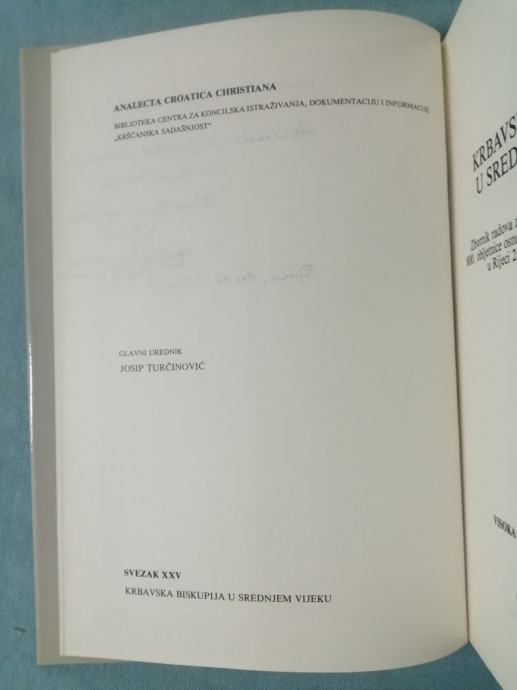 ANALECTA CROATICA CHRISTIANA
BIBLIOTEKA CENTRA ZA KONCILSKA ISTRAŽIVANJA, DOKUMENTACIJU I INFORMACIJE
„KRŠĆANSKA SADAŠNJOST”
GLAVNI UREDNIK
JOSIP TURČINOVIĆ
SVEZAK XXV
KRBAVSKA BISKUPIJA U SREDNJEM VIJEKU
KRBAVS
U SRED
Zbornik radova
800. obljetnice osn
u Rijeci 2
VISOKA